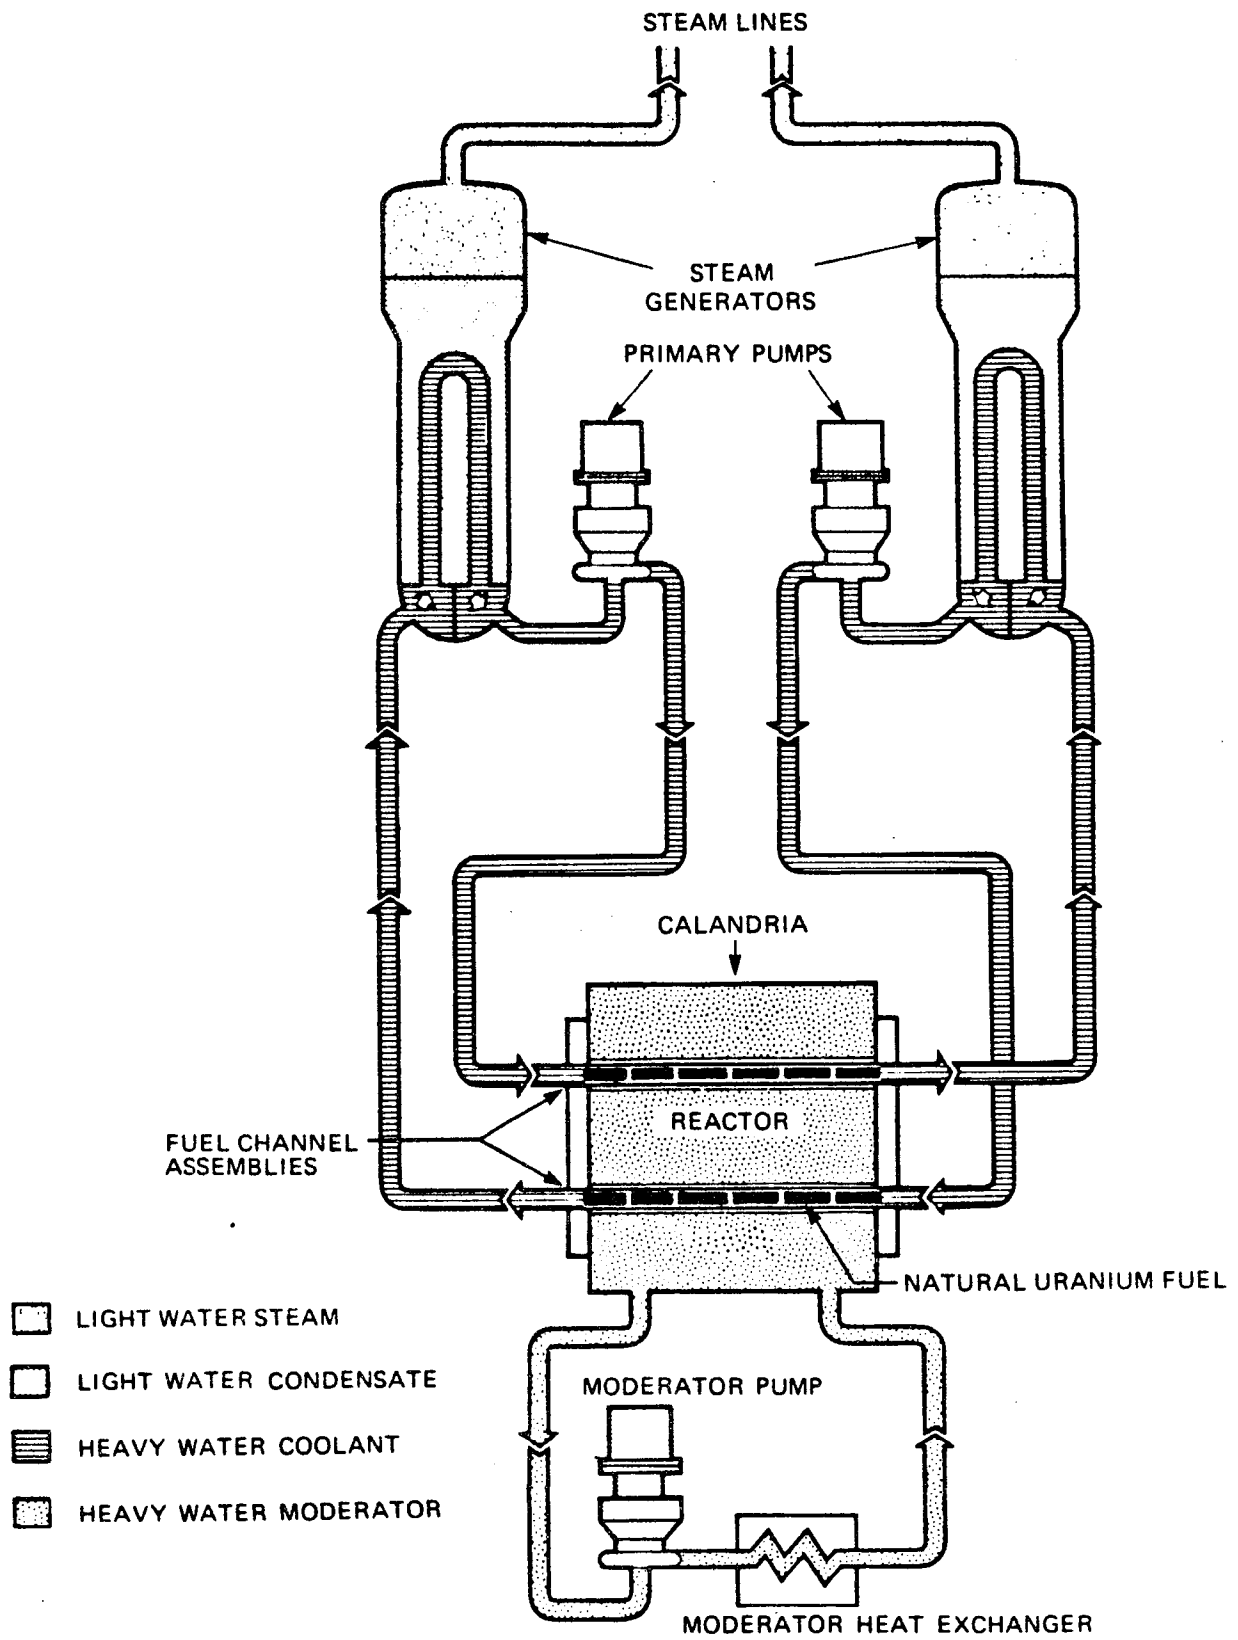 STEAM LINES
STEAM
GENERATORS
PRIMARY PUMPS
CALANDRIA
REACTOR
FUEL CHANNEL
ASSEMBLIES
NATURAL URANIUM FUEL
LIGHT WATER STEAM
LIGHT WATER CONDENSATE
HEAVY WATER COOLANT
HEAVY WATER MODERATOR
MODERATOR PUMP
MODERATOR HEAT EXCHANGER